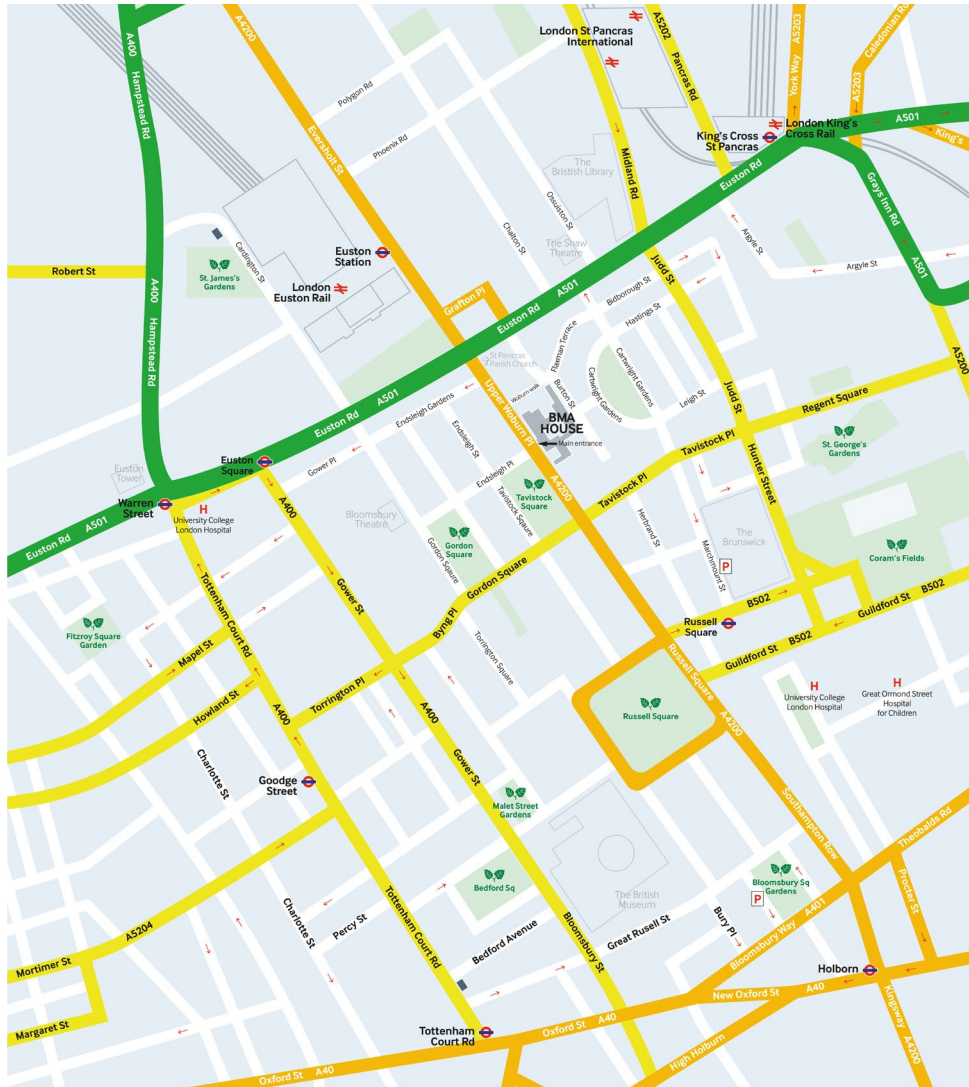 A4200
A400
Hampstead Rd
London St Pancras
International
A5202
Pancras Rd
A5203
York Way
Caledonian Rd
A5203
Polygon Rd
Eversholt St
Phoenix Rd
The
Bristish Library
Midland Rd
King's Cross
St Pancras
London King's
Cross Rail
A501
King's
Euston Rd
Grays Inn Rd
Ossulston St
Chalton St
The Shaw
Theatre
Argyle St
Argyle St
A501
Cardington St
Euston
Station
St. James's
Gardens
Robert St
A400
Hampstead Rd
London
Euston Rail
Grafton Pl
Euston Rd
A501
Judd St
Bidborough St
Hastings St
A5200
St Pancras
Parish Church
Flaxman Terrace
Cartwright Gardens
Cartwright Gardens
Woburn walk
Burton St
Leigh St
Judd St
Regent Square
Euston Rd
A501
Endsleigh Gardens
Endsleigh St
Upper Woburn Pl
BMA
HOUSE
Main entrance
St. George's
Gardens
Euston
Square
Gower Pl
Endsleigh Pl
Tavistock Pl
Tavistock Pl
Hunter Street
Euston
Tower
Warren
Street
H
University College
London Hospital
A400
Bloomsbury
Theatre
Tavistock
Square
Tavistock Sqaure
A4200
Euston Rd
A501
Gordon
Square
Gordon Sqaure
Gordon Square
Herbrand St
Marchmount St
The
Brunswick
P
Coram's Fields
Tottenham Court Rd
Gower St
Byng Pl
B502
Guildford St
B502
Fitzroy Square
Garden
Mapel St
Russell
Square
B502
Guildford St
Howland St
Torrington Pl
Torrington Square
Russell Square
A4200
Russell Square
H
University College
London Hospital
H
Great Ormond Street
Hospital
for Children
A400
A400
Charlotte St
Goodge
Street
Gower St
Malet Street
Gardens
Southampton Row
Theobalds Rd
Bedford Sq
The British
Museum
Bloomsbury Sq
Gardens
P
Procter St
A401
Bloomsbury Way
A5204
Charlotte St
Percy St
Tottenham Court Rd
Bedford Avenue
Bloomsbury St
Great Rusell St
Bury Pl
Mortimer St
Margaret St
Holborn
New Oxford St
A40
Kingsway
A4200
Tottenham
Court Rd
Oxford St
A40
High Holburn
Oxford St
A40